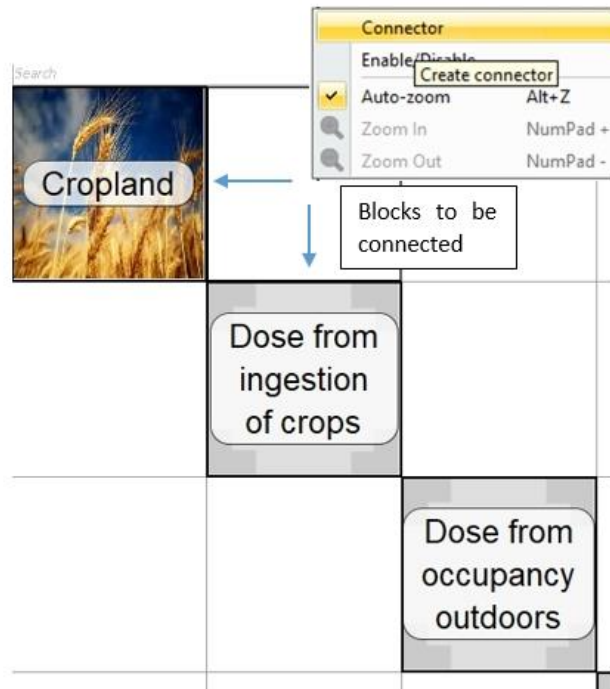 Connector
Enable/Disable
Create connector
Search
Auto-zoom Alt+Z
Zoom In NumPad +
Zoom Out NumPad -
Cropland
Blocks to be
connected
Dose from
ingestion
of crops
Dose from
occupancy
outdoors